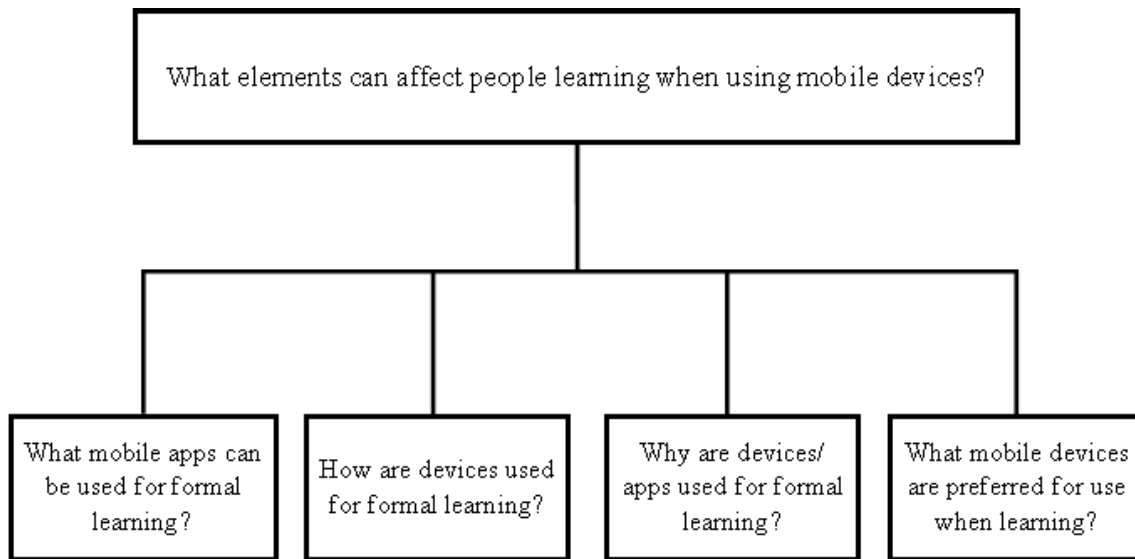 What elements can affect people learning when using mobile devices?
What mobile apps can
be used for formal
learning?
How are devices used
for formal learning?
Why are devices/
apps used for formal
learning?
What mobile devices
are preferred for use
when learning?